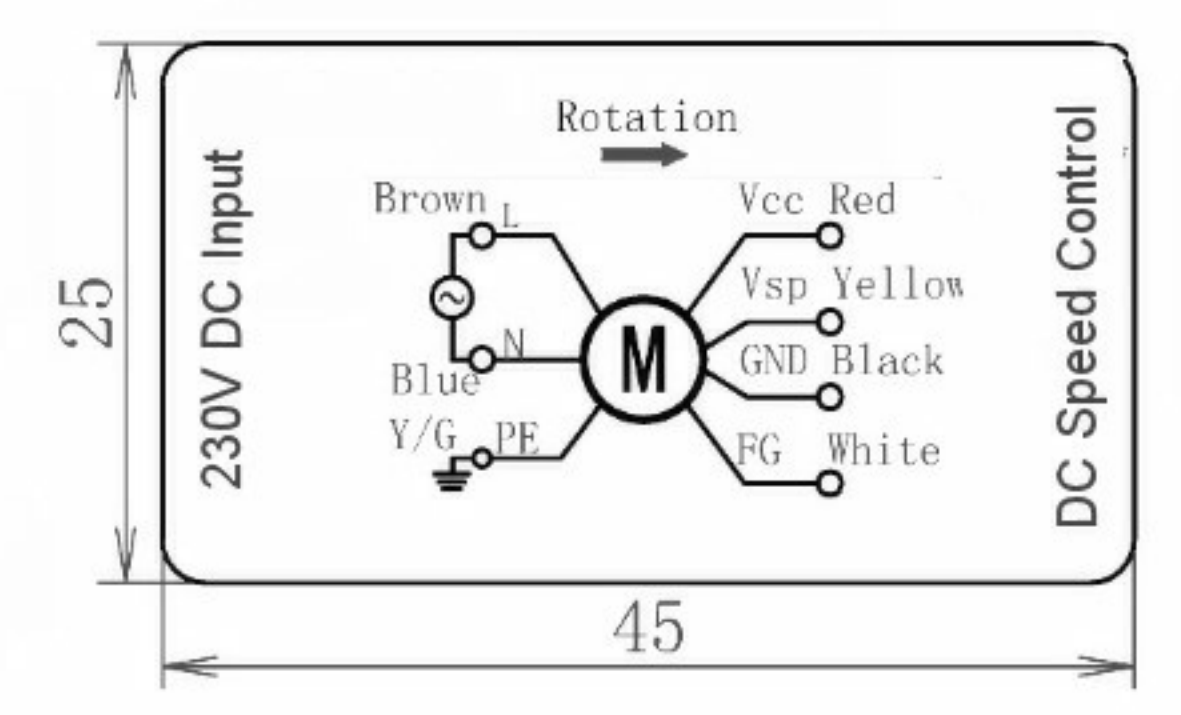 Rotation
230V DC Input
DC Speed Control
Brown L
Vcc Red
Vsp Yellow
N
Blue
GND Black
M
Y/G PE
FG White
25
45